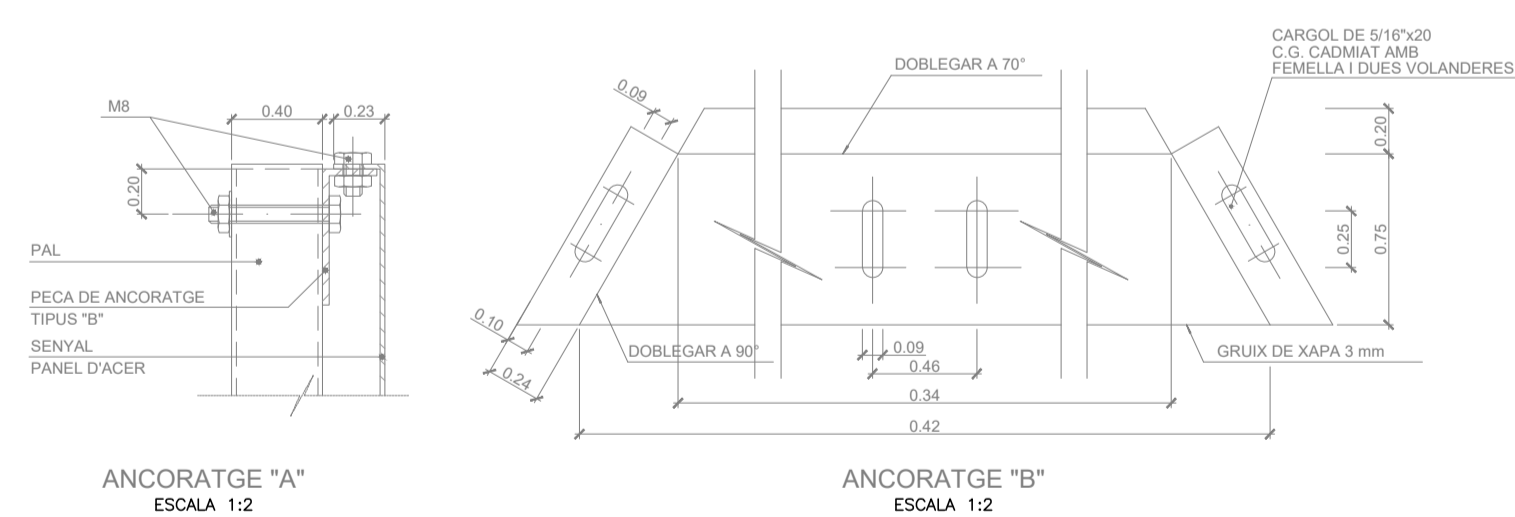 M8
0.40
0.23
0.20
PAL
PECA DE ANCORATGE
TIPUS "B"
SENYAL
PANEL D'ACER
ANCORATGE "A"
ESCALA 1:2
CARGOL DE 5/16"x20
C.G. CADMIAT AMB
FEMELLA I DUES VOLANDERES
DOBLEGAR A 70°
0.09
0.20
0.25
0.75
0.10
0.24
DOBLEGAR A 90°
0.09
0.46
GRUIX DE XAPA 3 mm
0.34
0.42
ANCORATGE "B"
ESCALA 1:2